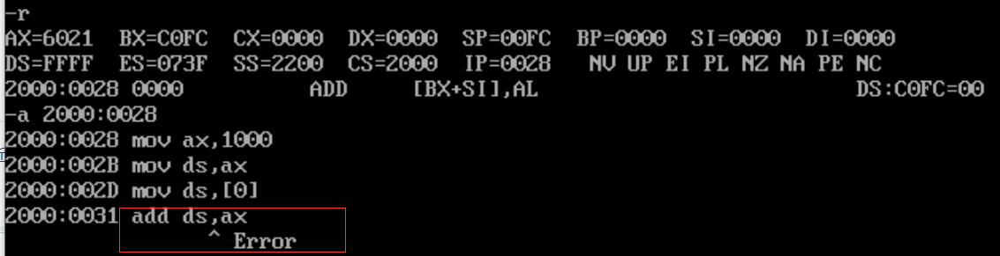 -r
AX=6021 BX=C0FC CX=0000 DX=0000 SP=00FC BP=0000 SI=0000 DI=0000
DS=FFFF ES=073F SS=2200 CS=2000 IP=0028 NV UP EI PL NZ NA PE NC
2000:0028 0000 ADD [BX+SI],AL DS:C0FC=00
-a 2000:0028
2000:0028 mov ax,1000
2000:002B mov ds,ax
2000:002D mov ds,[0]
2000:0031 add ds,ax
^ Error